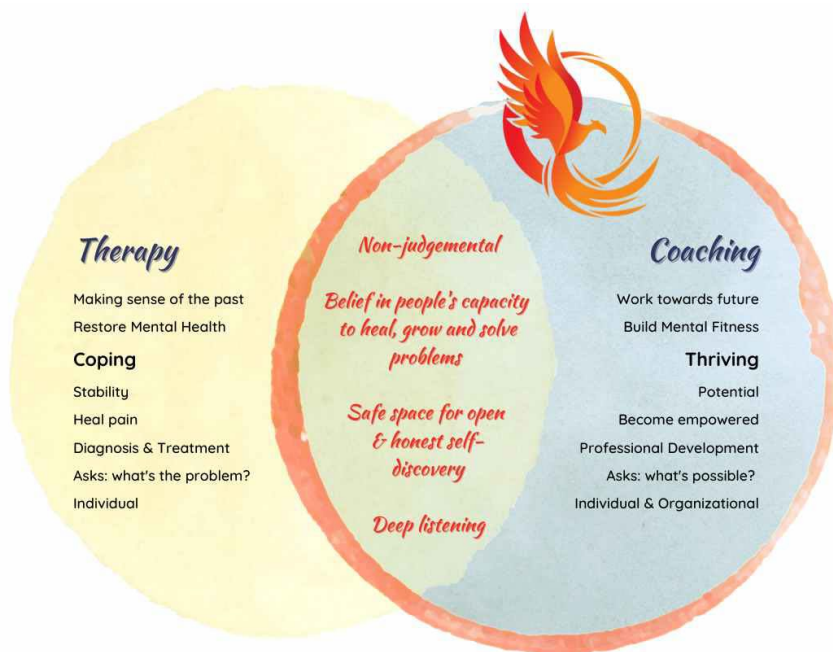 Therapy
Making sense of the past
Restore Mental Health
Coping
Stability
Heal pain
Diagnosis & Treatment
Asks: what's the problem?
Individual
Non-judgemental
Belief in people's capacity
to heal, grow and solve
problems
Safe space for open
& honest self-
discovery
Deep listening
Coaching
Work towards future
Build Mental Fitness
Thriving
Potential
Become empowered
Professional Development
Asks: what's possible?
Individual & Organizational